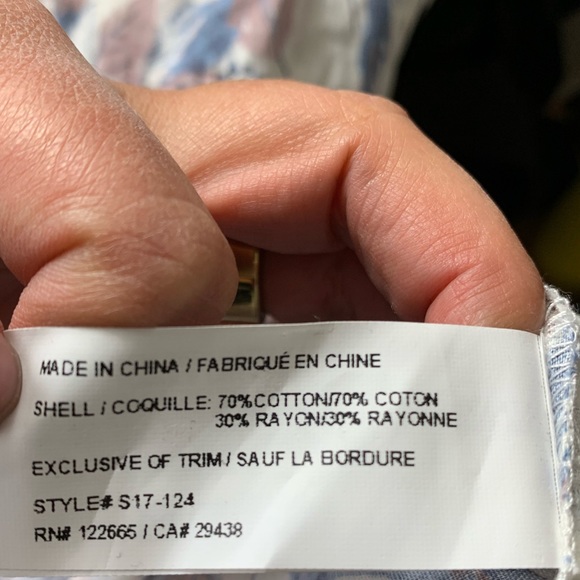 MADE IN CHINA / FABRIQUÉ EN CHINE
SHELL / COQUILLE: 70%COTTON/70% COTON
30% RAYON/30% RAYONNE
EXCLUSIVE OF TRIM / SAUF LA BORDURE
STYLE# S17-124
RN# 122665 / CA# 29438